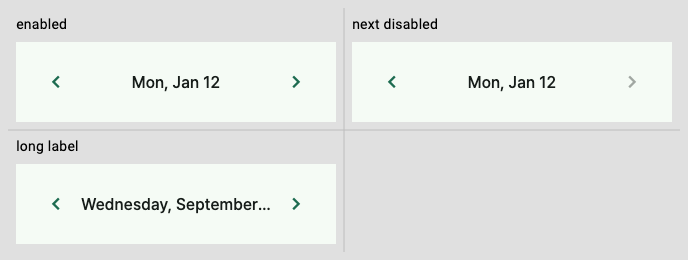 enabled
next disabled
Mon, Jan 12
Mon, Jan 12
long label
Wednesday, September...